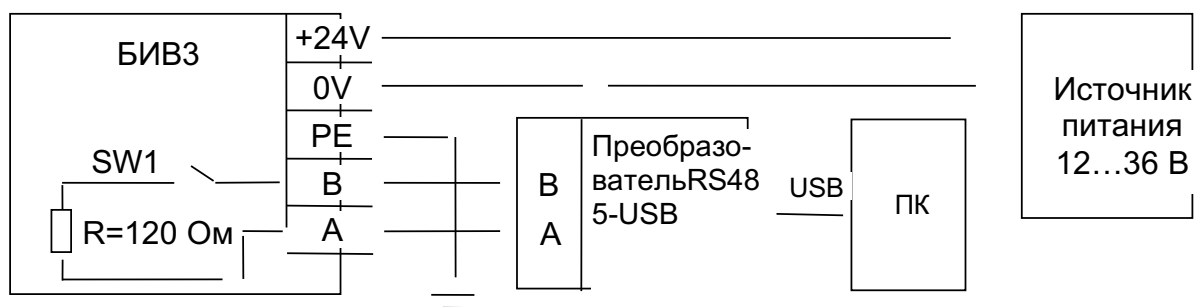 БИВ3
+24V
0V
PE
SW1
B
R=120 Ом
A
B
A
Преобразо-
вательRS48
5-USB
USB
ПК
Источник
питания
12…36 В